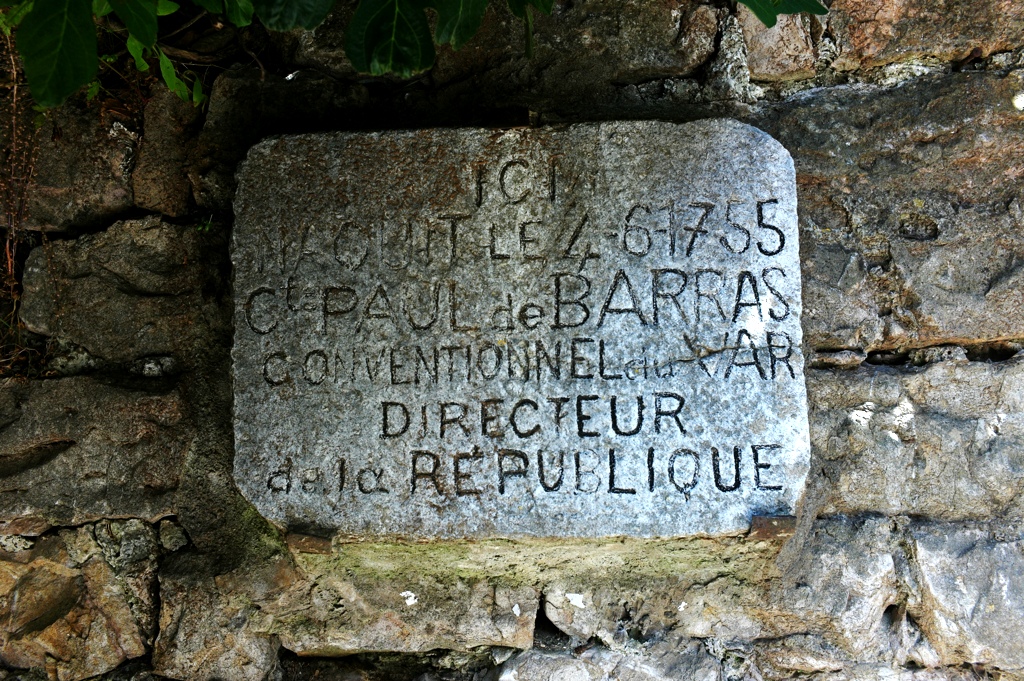 ICI
NAQUIT LE 4-6-1755
Cte PAUL de BARRAS
CONVENTIONNEL du VAR
DIRECTEUR
de la RÉPUBLIQUE